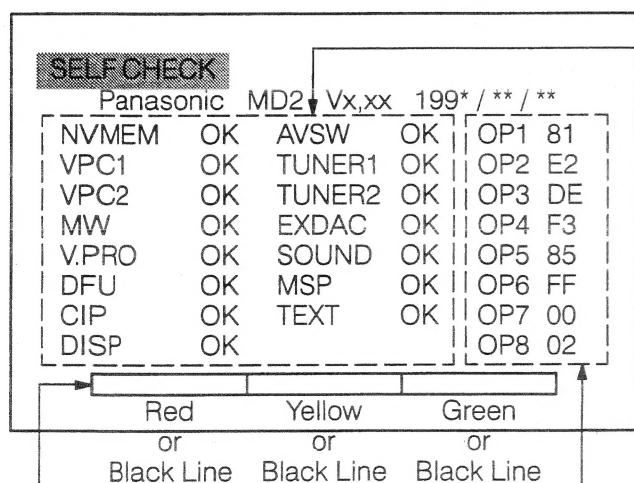 SELF CHECK
Panasonic MD2 Vx,xx 199* / ** / **
NVMEM OK AVSW OK OP1 81
VPC1 OK TUNER1 OK OP2 E2
VPC2 OK TUNER2 OK OP3 DE
MW OK EXDAC OK OP4 F3
V.PRO OK SOUND OK OP5 85
DFU OK MSP OK OP6 FF
CIP OK TEXT OK OP7 00
DISP OK OP8 02
Red Yellow Green
or or or
Black Line Black Line Black Line